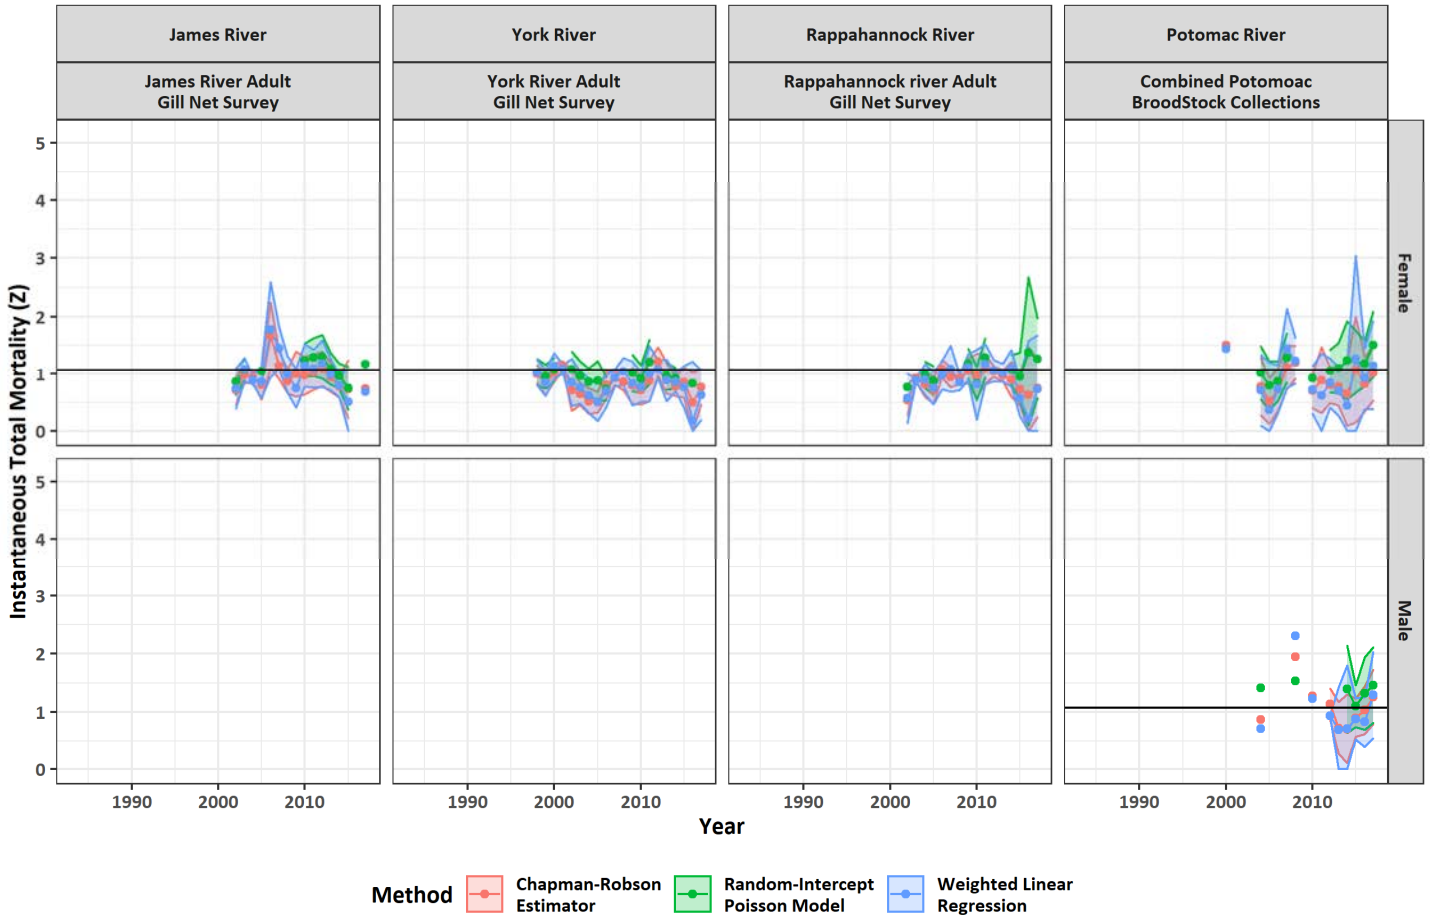 James River
York River
Rappahannock River
Potomac River
James River Adult
Gill Net Survey
York River Adult
Gill Net Survey
Rappahannock river Adult
Gill Net Survey
Combined Potomoac
BroodStock Collections
Instantaneous Total Mortality (Z)
5
4
3
2
1
0
Female
5
4
3
2
1
0
Male
1990
2000
2010
1990
2000
2010
1990
2000
2010
1990
2000
2010
Year
Method
Chapman-Robson
Estimator
Random-Intercept
Poisson Model
Weighted Linear
Regression